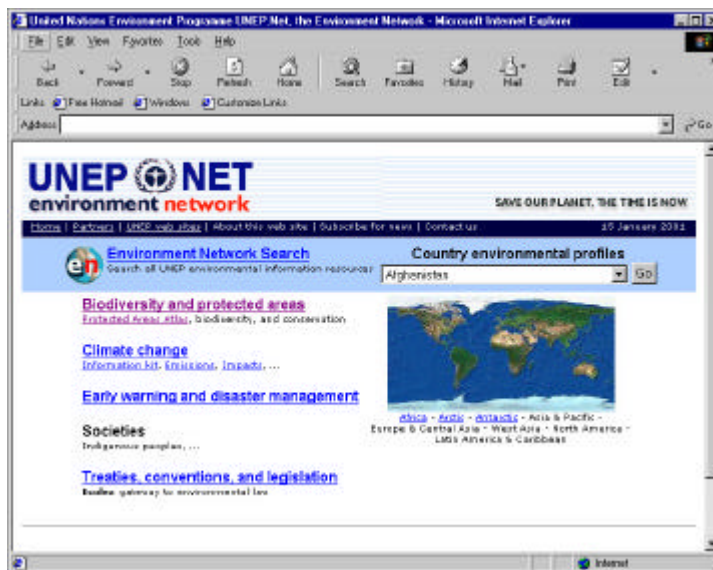 United Nations Environment Programme UNEP.Net, the Environment Network - Microsoft Internet Explorer
File Edit View Favorites Tools Help
Back Forward Stop Refresh Home Search Favorites History Mail Print Edit
Links Free Hotmail Windows Customize Links
Address Go
UNEP NET
environment network
SAVE OUR PLANET, THE TIME IS NOW
Home | Partners | UNEP web sites | About this web site | Subscribe for news | Contact us 15 January 2001
en Environment Network Search
Search all UNEP environmental information resources
Country environmental profiles
Afghanistan Go
Biodiversity and protected areas
Protected Areas Atlas, biodiversity, and conservation
Climate change
Information kit, Emissions, Impacts, ...
Early warning and disaster management
Societies
Indigenous peoples, ...
Treaties, conventions, and legislation
Ecolex: gateway to environmental law
Africa - Arctic - Antarctic - Asia & Pacific -
Europe & Central Asia - West Asia - North America -
Latin America & Caribbean
Internet